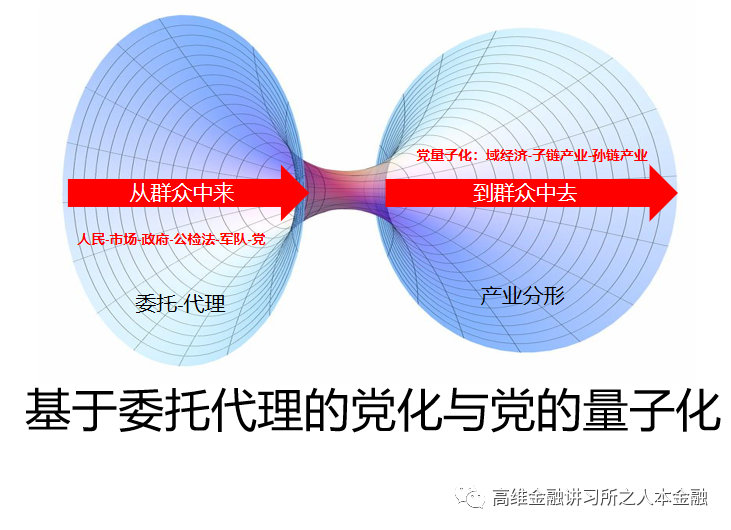 党量子化：域经济-子链产业-孙链产业
从群众中来
到群众中去
人民-市场-政府-公检法-军队-党
委托-代理
产业分形
基于委托代理的党化与党的量子化
高维金融讲习所之人本金融